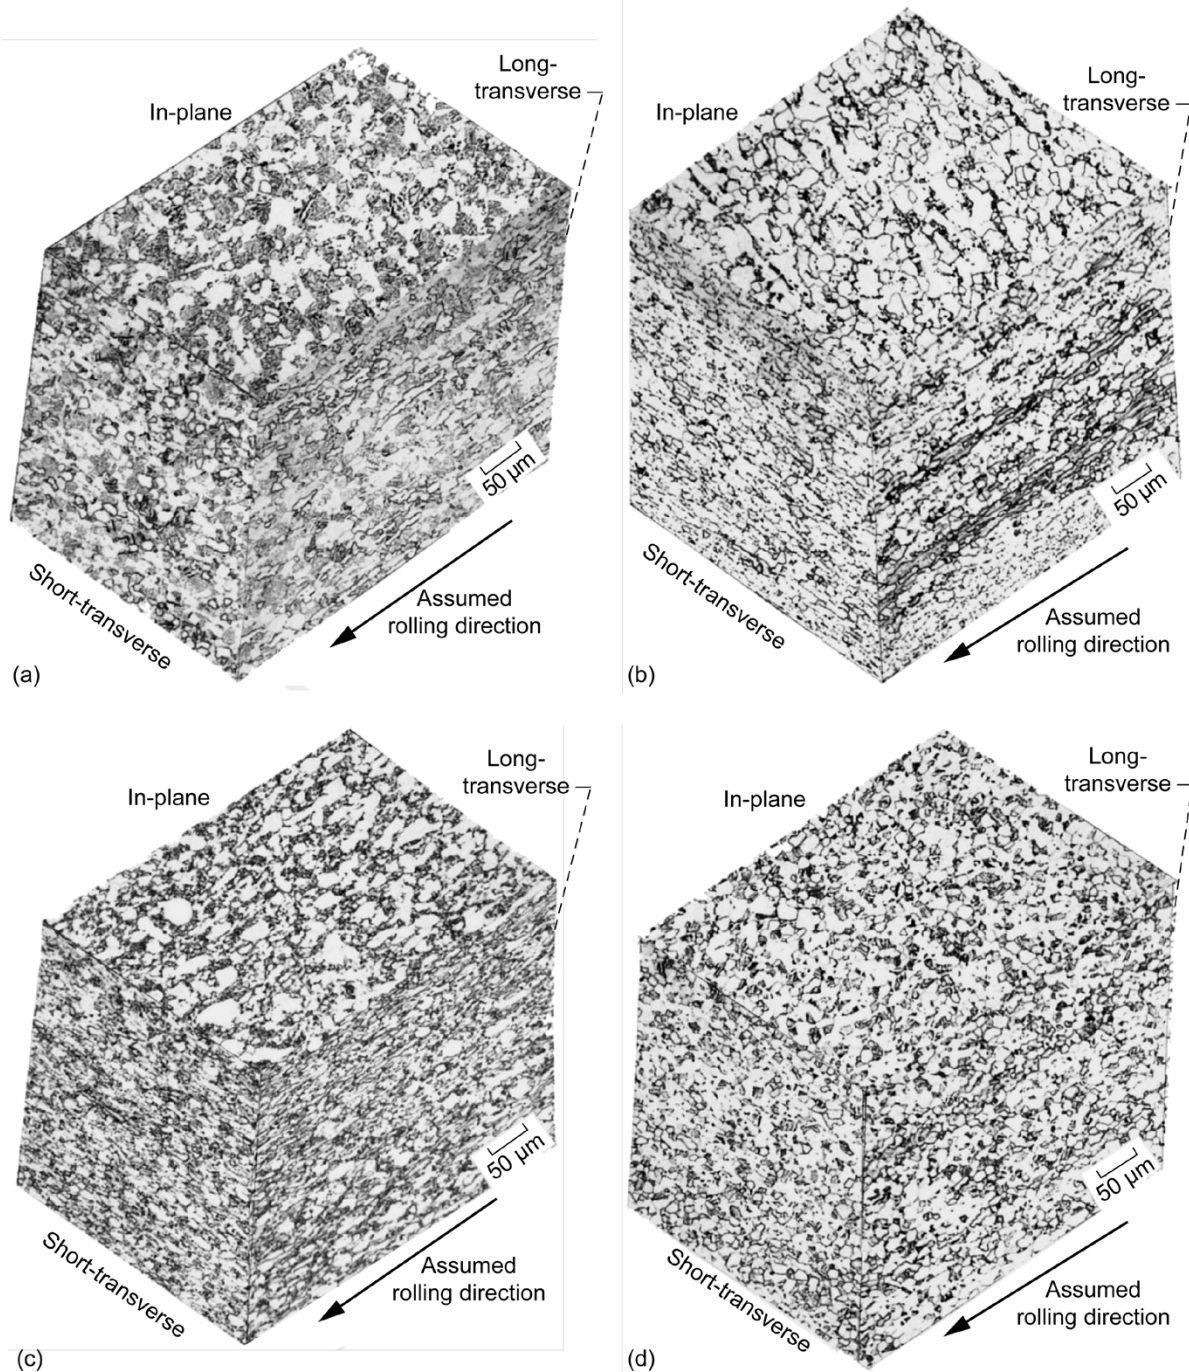 Long-
transverse
In-plane
50 µm
Assumed
rolling direction
Short-transverse
(a)
Long-
transverse
In-plane
50 µm
Assumed
rolling direction
Short-transverse
(b)
Long-
transverse
In-plane
50 µm
Assumed
rolling direction
Short-transverse
(c)
Long-
transverse
In-plane
50 µm
Assumed
rolling direction
Short-transverse
(d)